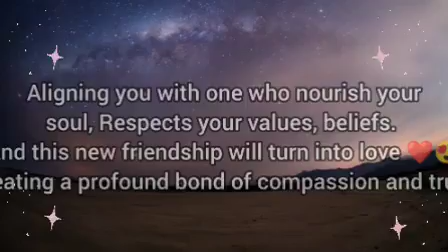 Aligning you with one who nourish your
soul, Respects your values, beliefs.
nd this new friendship will turn into love ❤️😍
eating a profound bond of compassion and tr